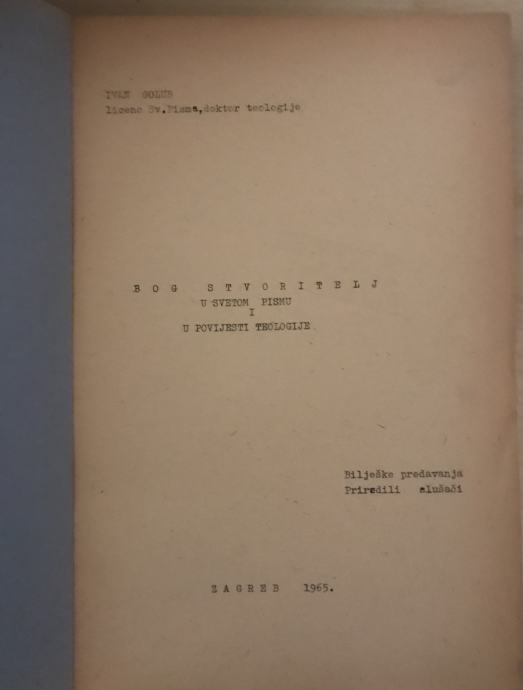 IVAN GOLUB
licenc Sv.Pisma,doktor teologije
B O G S T V O R I T E L J
U SVETOM PISMU
I
U POVIJESTI TEOLOGIJE
Bilješke predavanja
Priredili slušači
Z A G R E B 1965.